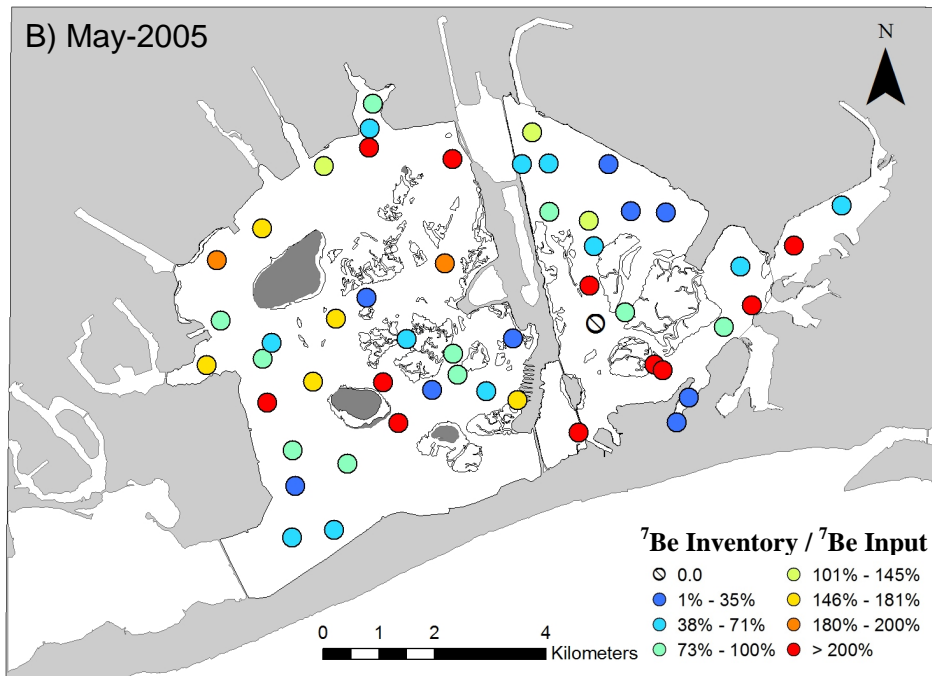 B) May-2005
N
⁷Be Inventory / ⁷Be Input
0.0
1% - 35%
38% - 71%
73% - 100%
101% - 145%
146% - 181%
180% - 200%
> 200%
0 1 2 4
Kilometers